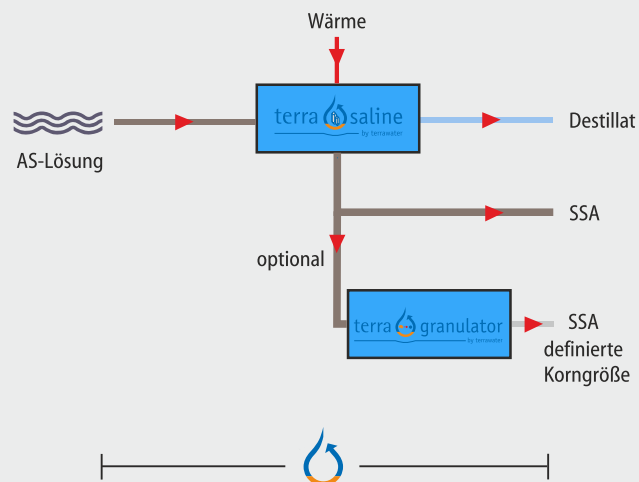 Wärme
terra saline
by terrawater
AS-Lösung
Destillat
SSA
optional
terra granulator
by terrawater
SSA
definierte
Korngröße